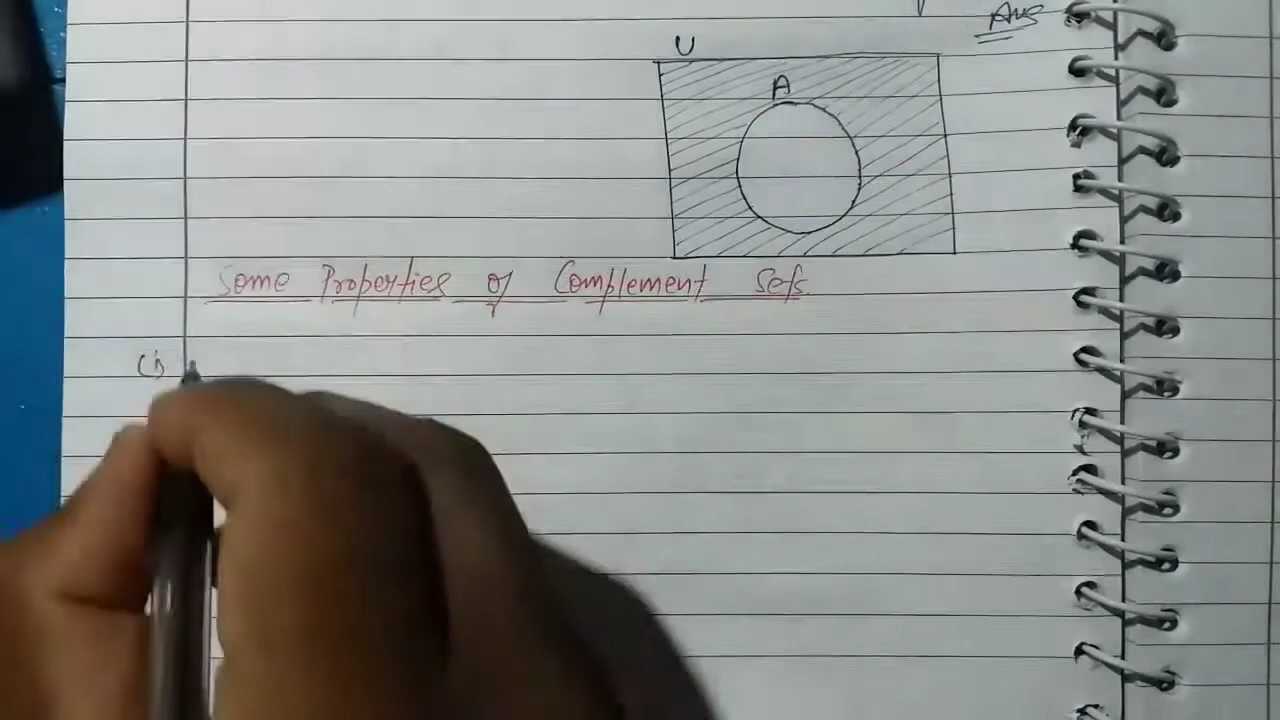 Ans
U
A
Some Properties of Complement Sets
(i)